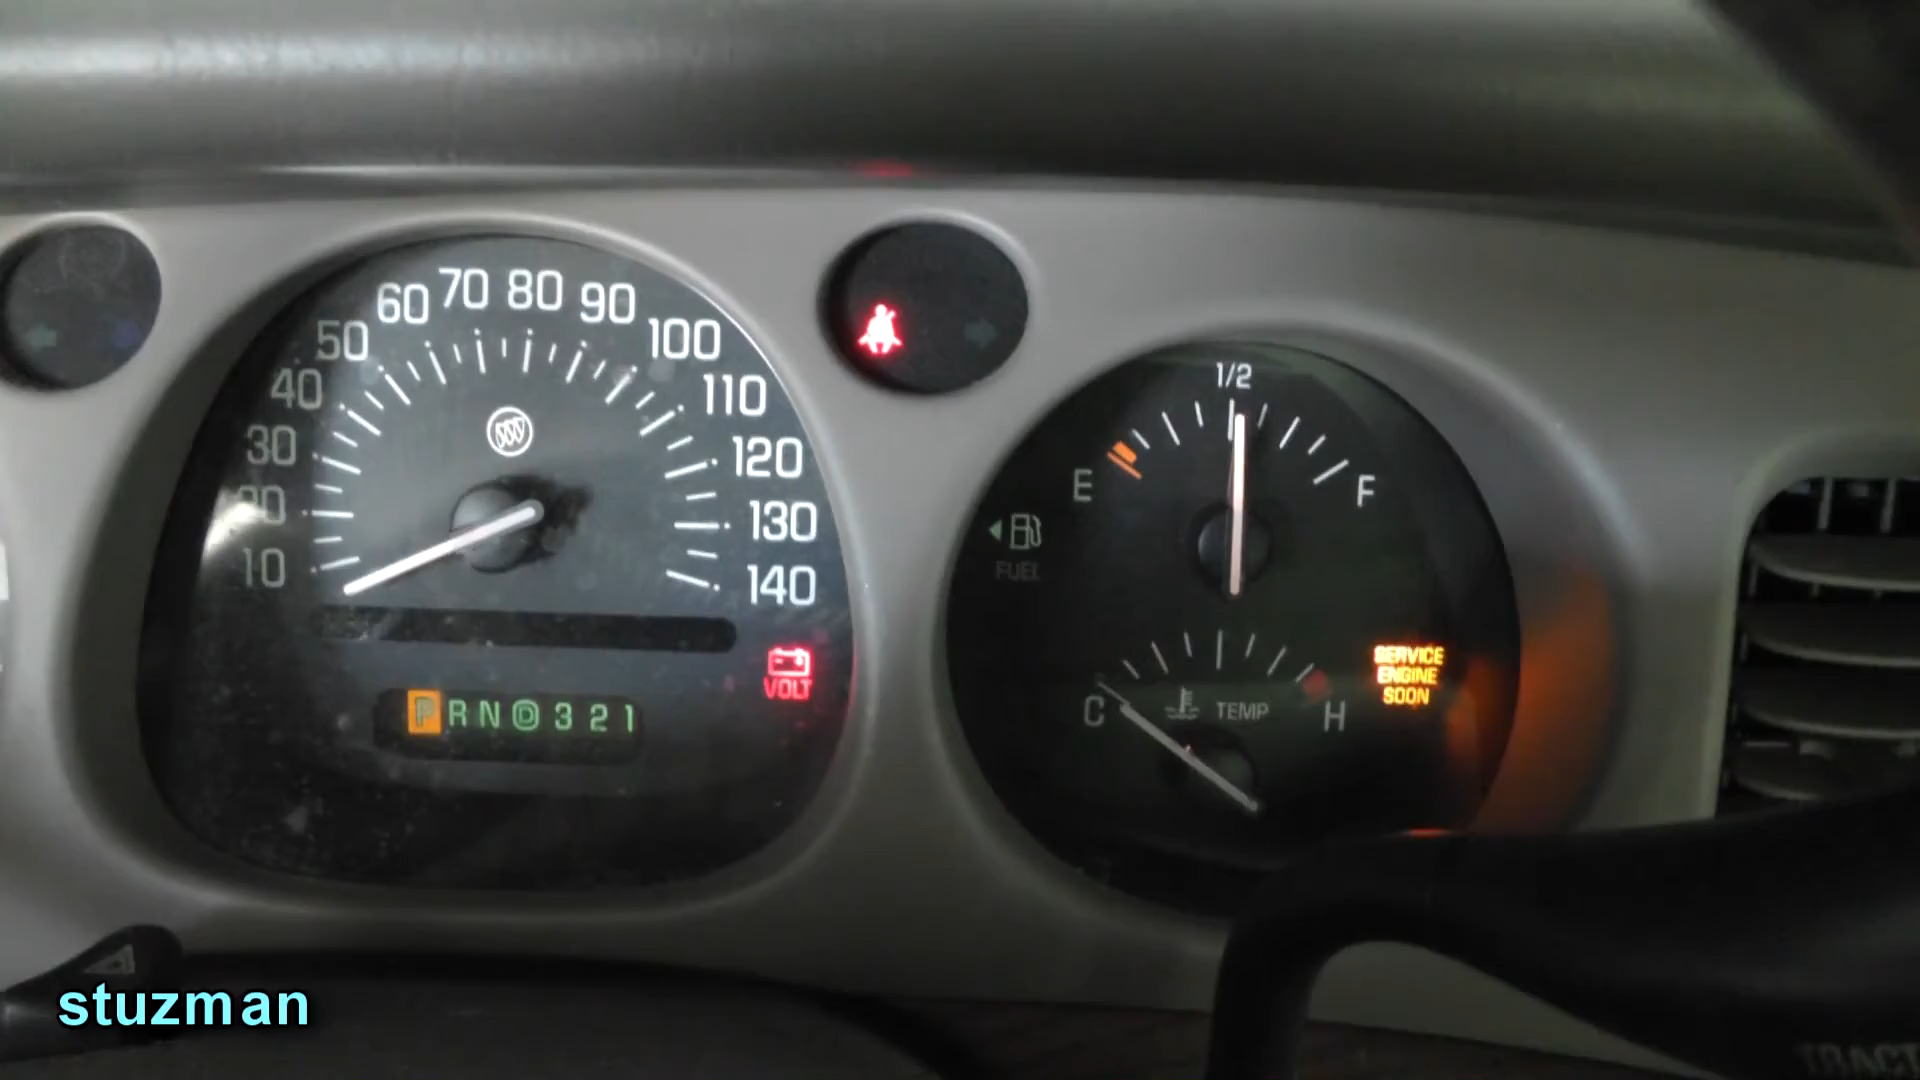 10
20
30
40
50
60
70
80
90
100
110
120
130
140
VOLT
P R N D 3 2 1
1/2
E
F
FUEL
C
TEMP
H
SERVICE
ENGINE
SOON
stuzman